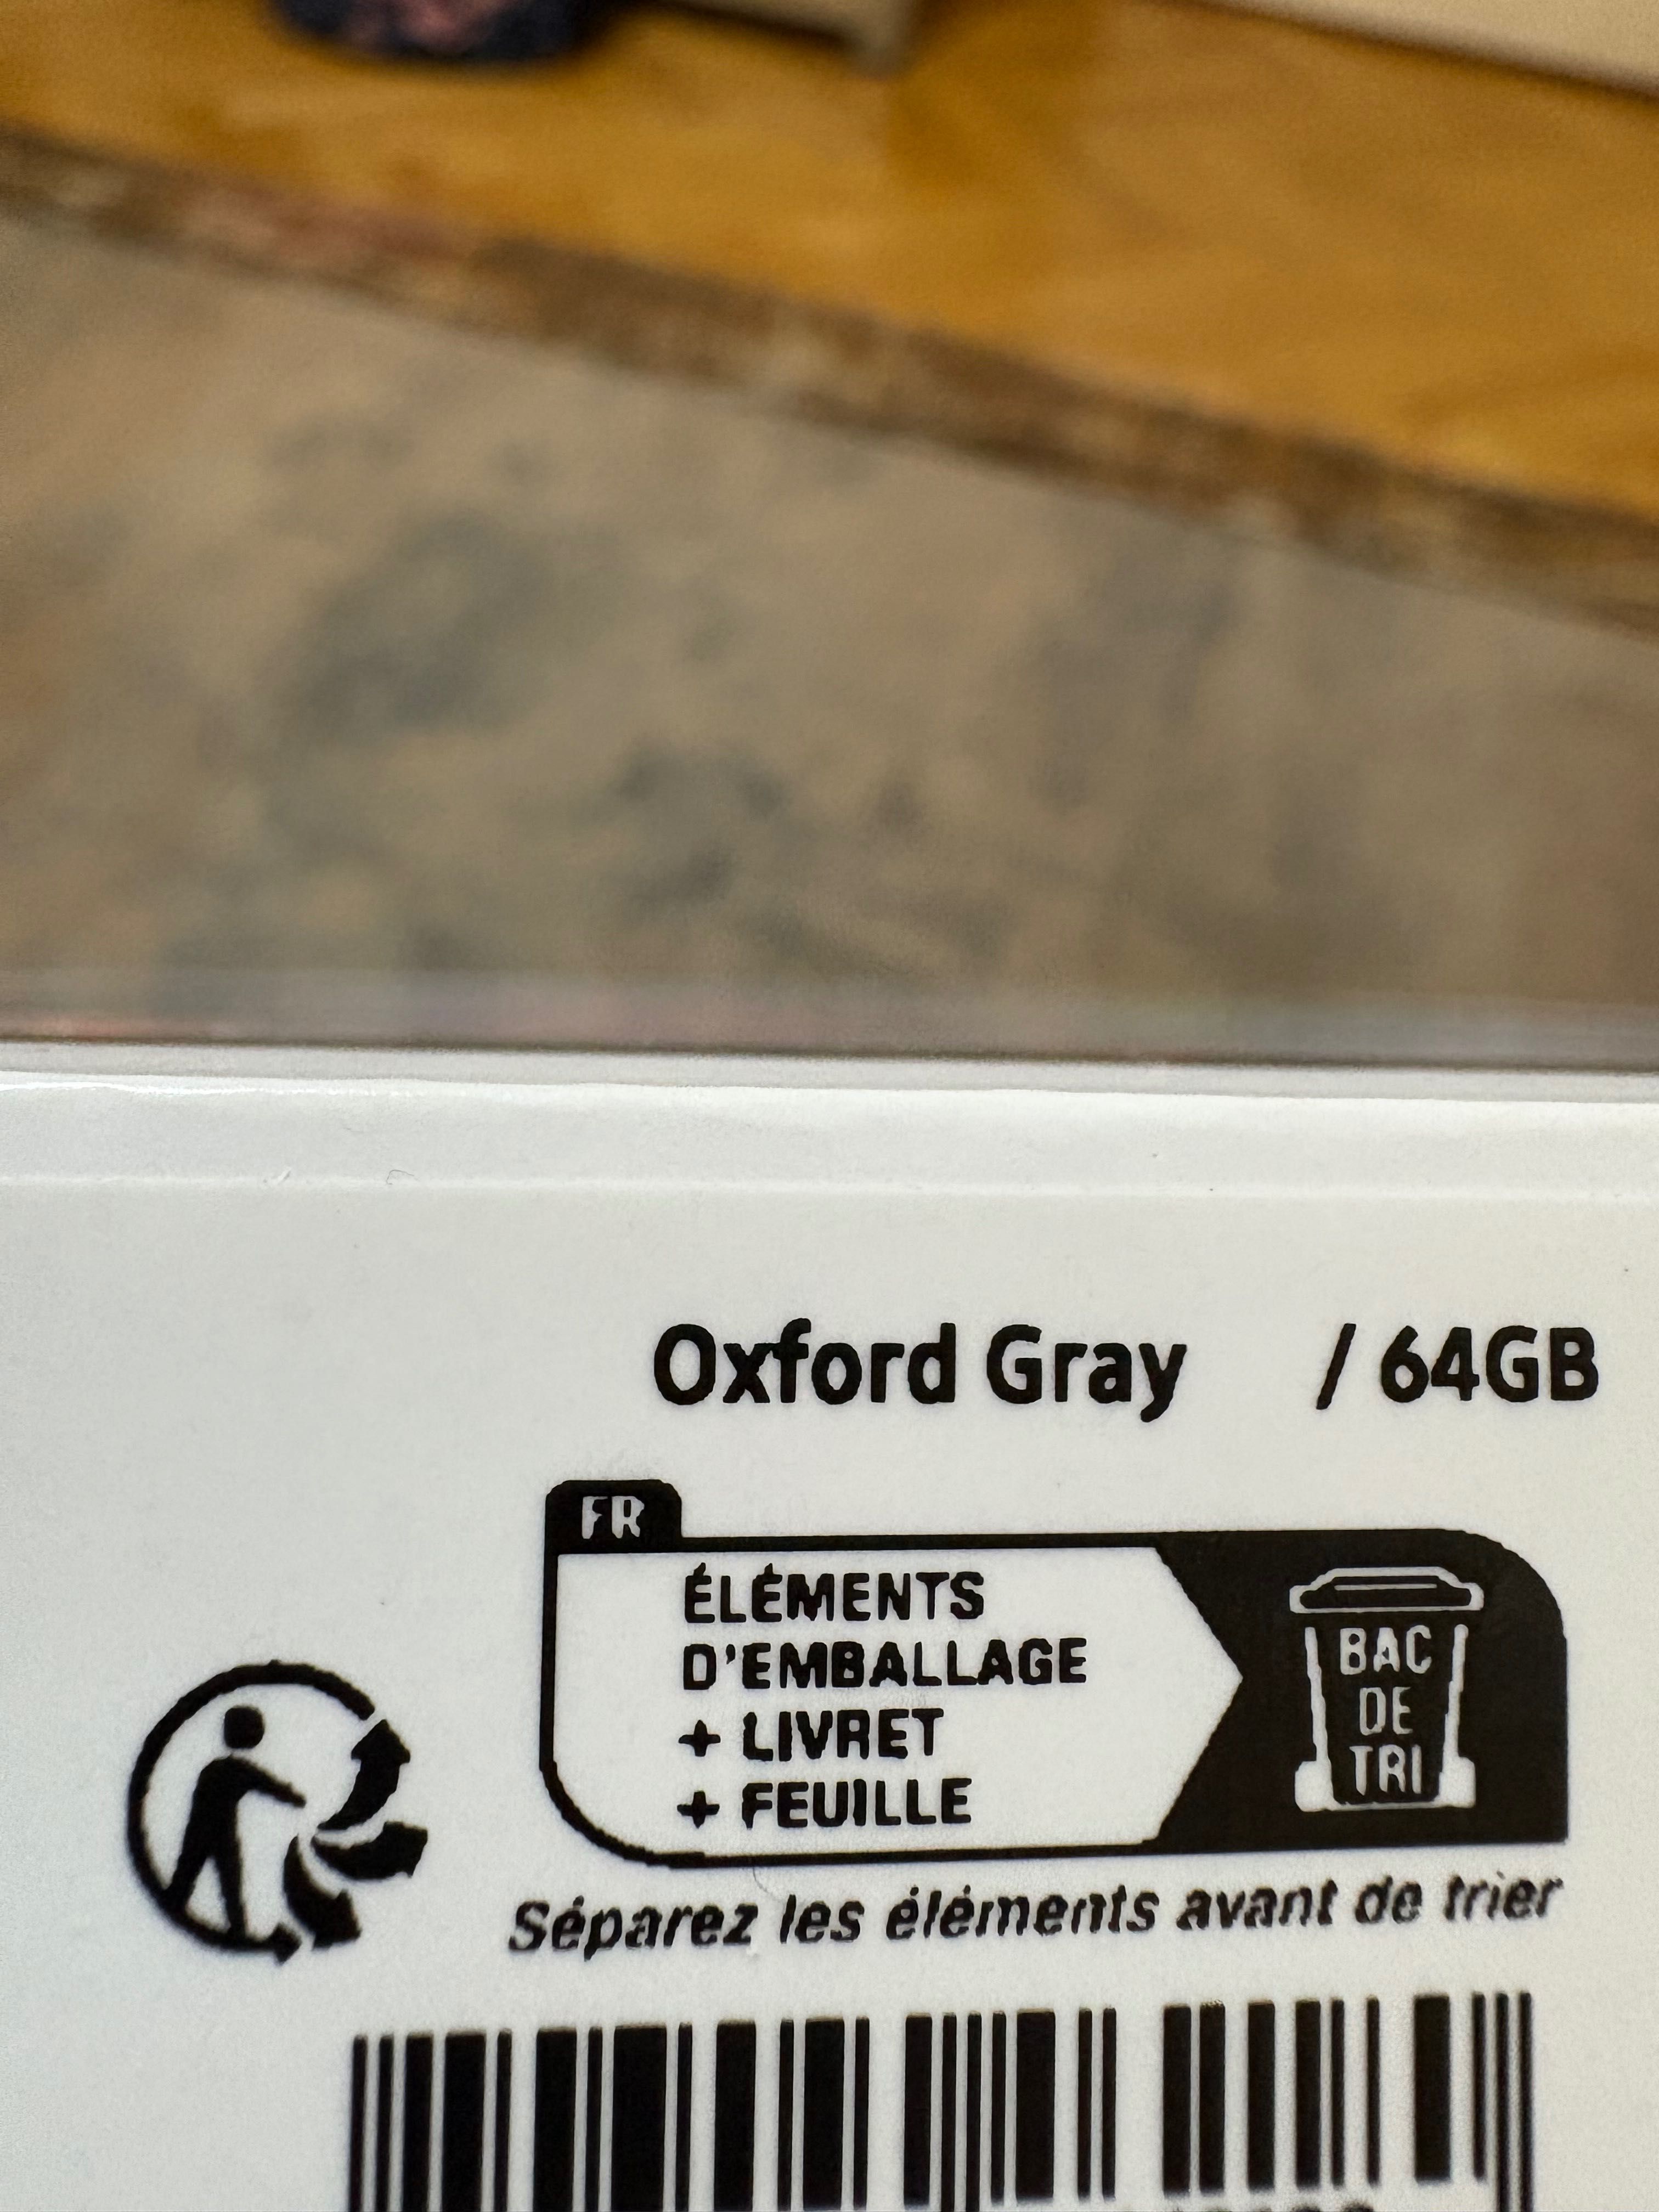 Oxford Gray / 64GB
FR
ÉLÉMENTS
D'EMBALLAGE
+ LIVRET
+ FEUILLE
BAC
DE
TRI
Séparez les éléments avant de trier